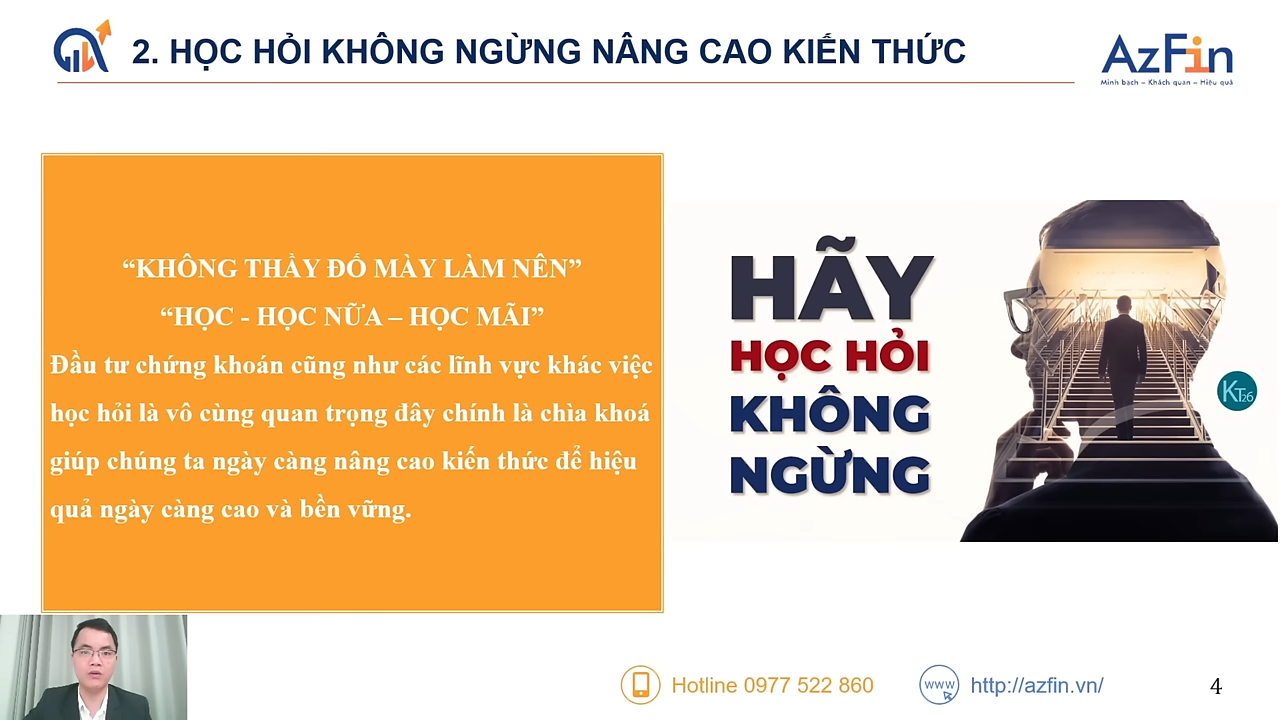 2. HỌC HỎI KHÔNG NGỪNG NÂNG CAO KIẾN THỨC
AzFin
Minh bạch – Khách quan – Hiệu quả
“KHÔNG THẦY ĐỐ MÀY LÀM NÊN”
“HỌC - HỌC NỮA – HỌC MÃI”
Đầu tư chứng khoán cũng như các lĩnh vực khác việc
học hỏi là vô cùng quan trọng đây chính là chìa khoá
giúp chúng ta ngày càng nâng cao kiến thức để hiệu
quả ngày càng cao và bền vững.
HÃY
HỌC HỎI
KHÔNG
NGỪNG
KT26
Hotline 0977 522 860
www
http://azfin.vn/
4